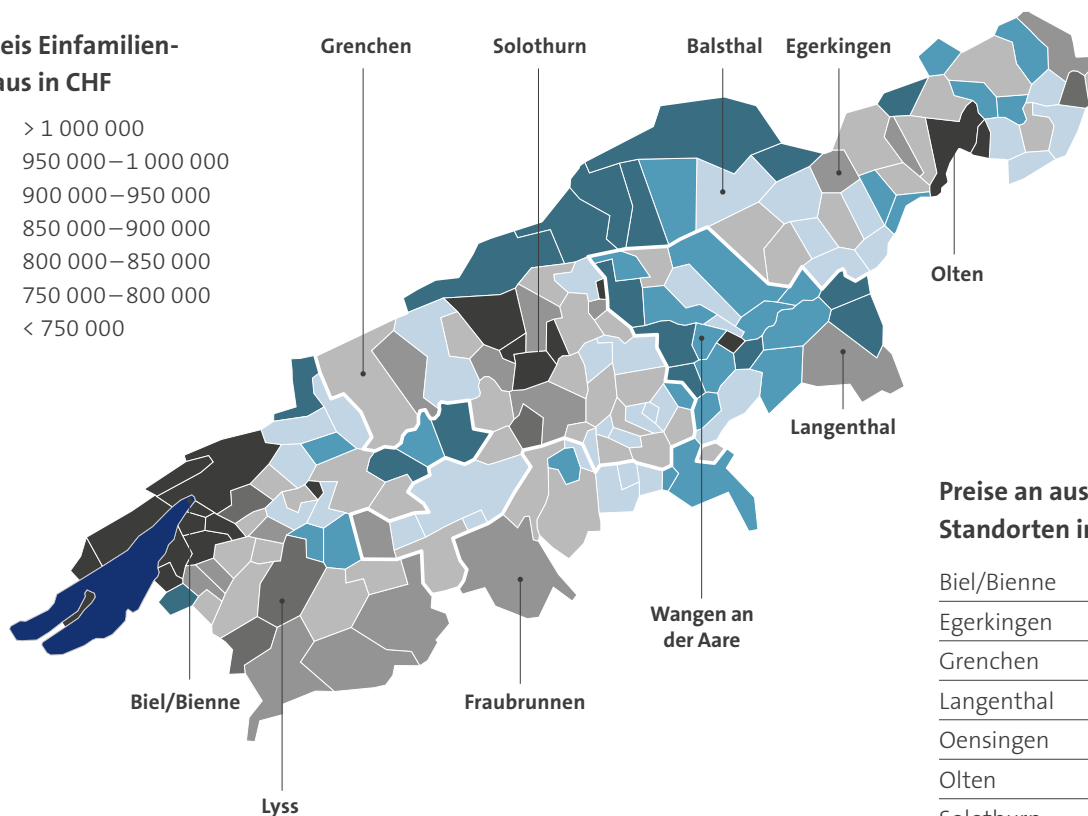 eis Einfamilien-
aus in CHF
> 1 000 000
950 000–1 000 000
900 000–950 000
850 000–900 000
800 000–850 000
750 000–800 000
< 750 000
Grenchen
Solothurn
Balsthal
Egerkingen
Olten
Langenthal
Wangen an
der Aare
Biel/Bienne
Fraubrunnen
Lyss
Preise an aus
Standorten in
Biel/Bienne
Egerkingen
Grenchen
Langenthal
Oensingen
Olten
Solothurn